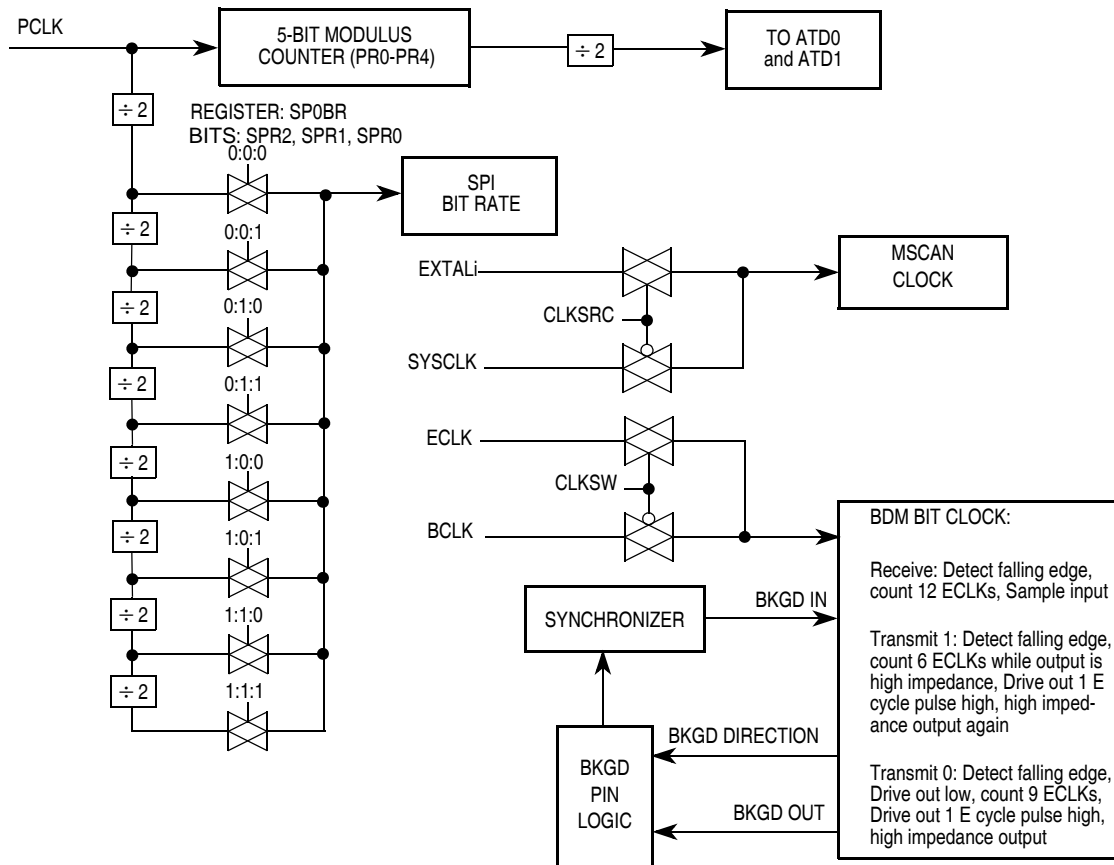 PCLK
5-BIT MODULUS
COUNTER (PR0-PR4)
÷ 2
TO ATD0
and ATD1
÷ 2
REGISTER: SP0BR
BITS: SPR2, SPR1, SPR0
0:0:0
SPI
BIT RATE
÷ 2
0:0:1
EXTALi
MSCAN
CLOCK
÷ 2
0:1:0
CLKSRC
SYSCLK
÷ 2
0:1:1
ECLK
÷ 2
1:0:0
CLKSW
BCLK
÷ 2
1:0:1
BDM BIT CLOCK:
Receive: Detect falling edge,
count 12 ECLKs, Sample input
Transmit 1: Detect falling edge,
count 6 ECLKs while output is
high impedance, Drive out 1 E
cycle pulse high, high imped-
ance output again
Transmit 0: Detect falling edge,
Drive out low, count 9 ECLKs,
Drive out 1 E cycle pulse high,
high impedance output
BKGD IN
SYNCHRONIZER
÷ 2
1:1:0
÷ 2
1:1:1
BKGD DIRECTION
BKGD
PIN
LOGIC
BKGD OUT